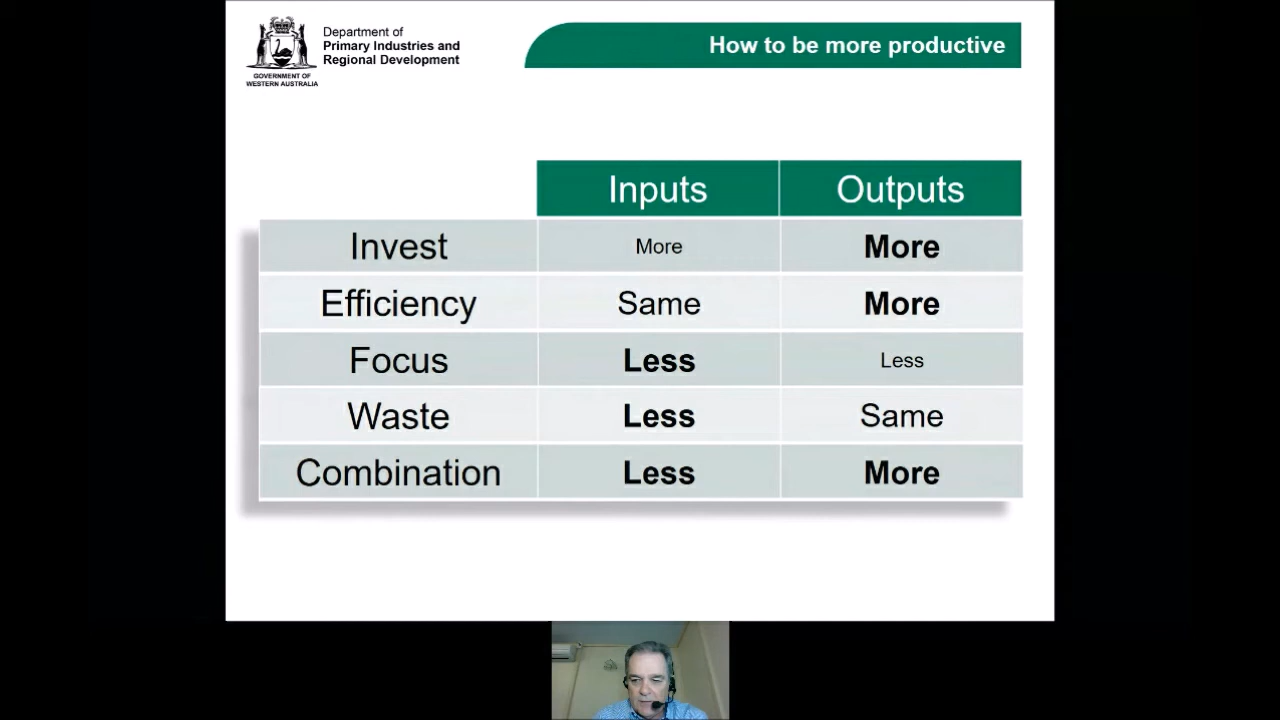 Department of
Primary Industries and
Regional Development
GOVERNMENT OF
WESTERN AUSTRALIA
How to be more productive
Inputs Outputs
Invest More More
Efficiency Same More
Focus Less Less
Waste Less Same
Combination Less More